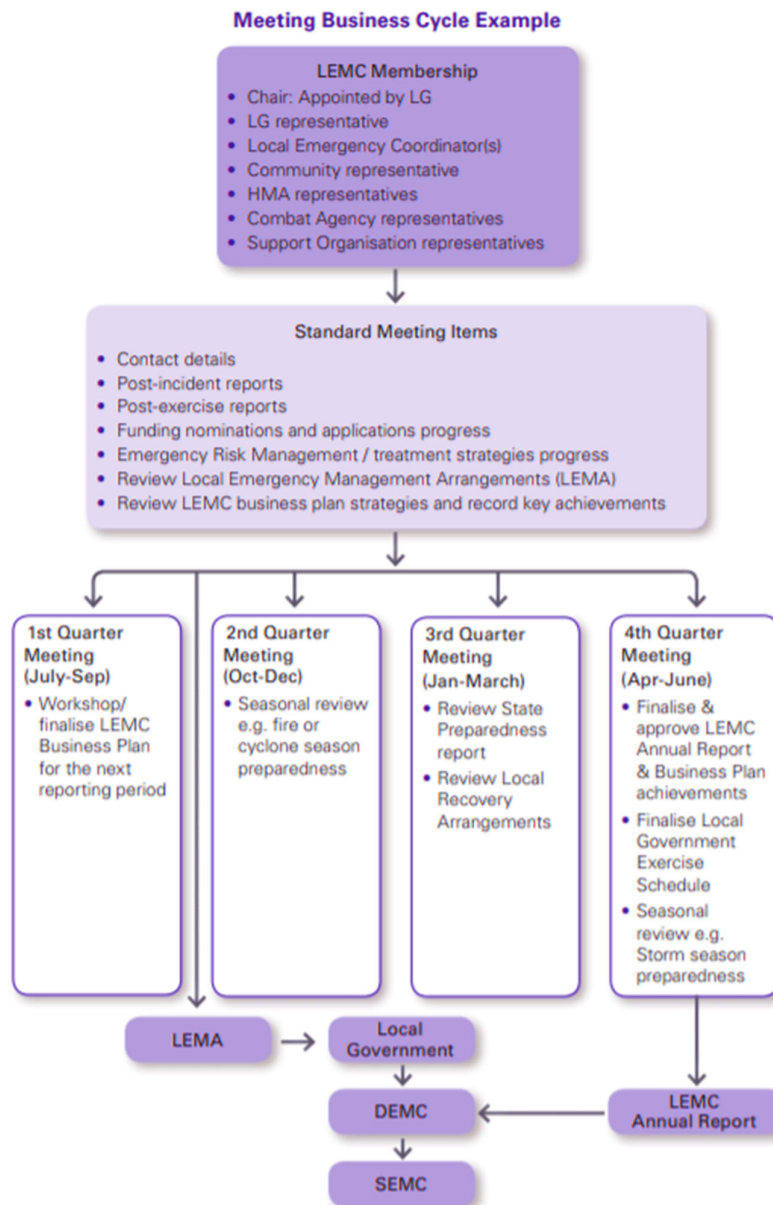 Meeting Business Cycle Example
LEMC Membership
• Chair: Appointed by LG
• LG representative
• Local Emergency Coordinator(s)
• Community representative
• HMA representatives
• Combat Agency representatives
• Support Organisation representatives
Standard Meeting Items
• Contact details
• Post-incident reports
• Post-exercise reports
• Funding nominations and applications progress
• Emergency Risk Management / treatment strategies progress
• Review Local Emergency Management Arrangements (LEMA)
• Review LEMC business plan strategies and record key achievements
1st Quarter
Meeting
(July-Sep)
• Workshop/
finalise LEMC
Business Plan
for the next
reporting period
2nd Quarter
Meeting
(Oct-Dec)
• Seasonal review
e.g. fire or
cyclone season
preparedness
3rd Quarter
Meeting
(Jan-March)
• Review State
Preparedness
report
• Review Local
Recovery
Arrangements
4th Quarter
Meeting
(Apr-June)
• Finalise &
approve LEMC
Annual Report
& Business Plan
achievements
• Finalise Local
Government
Exercise
Schedule
• Seasonal
review e.g.
Storm season
preparedness
LEMA
Local
Government
DEMC
LEMC
Annual Report
SEMC